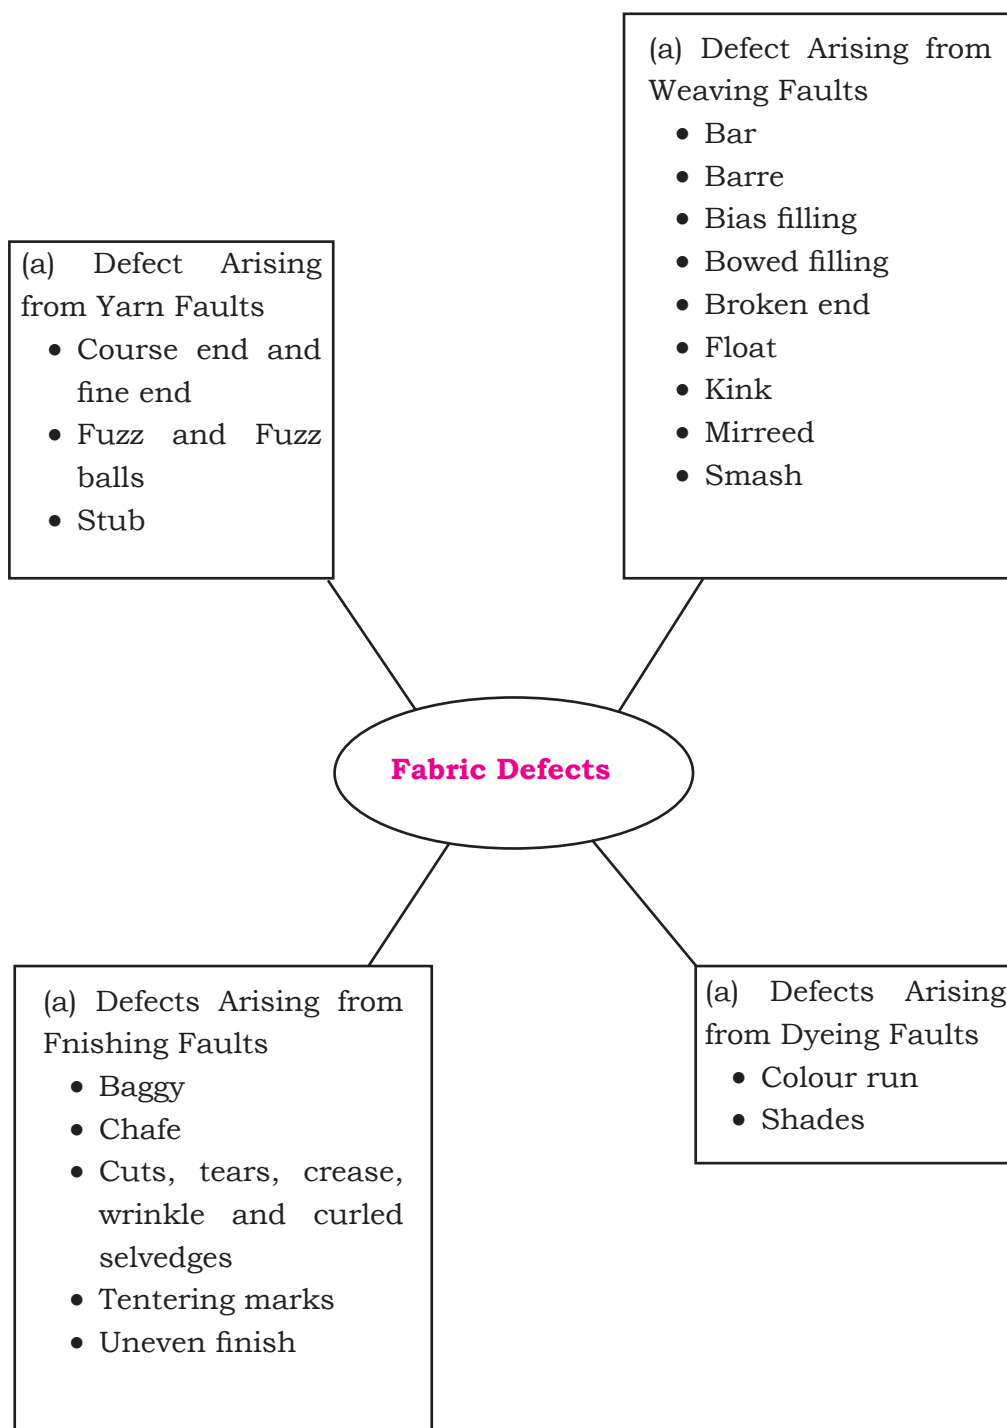 (a) Defect Arising from
Weaving Faults
• Bar
• Barre
• Bias filling
• Bowed filling
• Broken end
• Float
• Kink
• Mirreed
• Smash
(a) Defect Arising
from Yarn Faults
• Course end and
fine end
• Fuzz and Fuzz
balls
• Stub
Fabric Defects
(a) Defects Arising from
Fnishing Faults
• Baggy
• Chafe
• Cuts, tears, crease,
wrinkle and curled
selvedges
• Tentering marks
• Uneven finish
(a) Defects Arising
from Dyeing Faults
• Colour run
• Shades